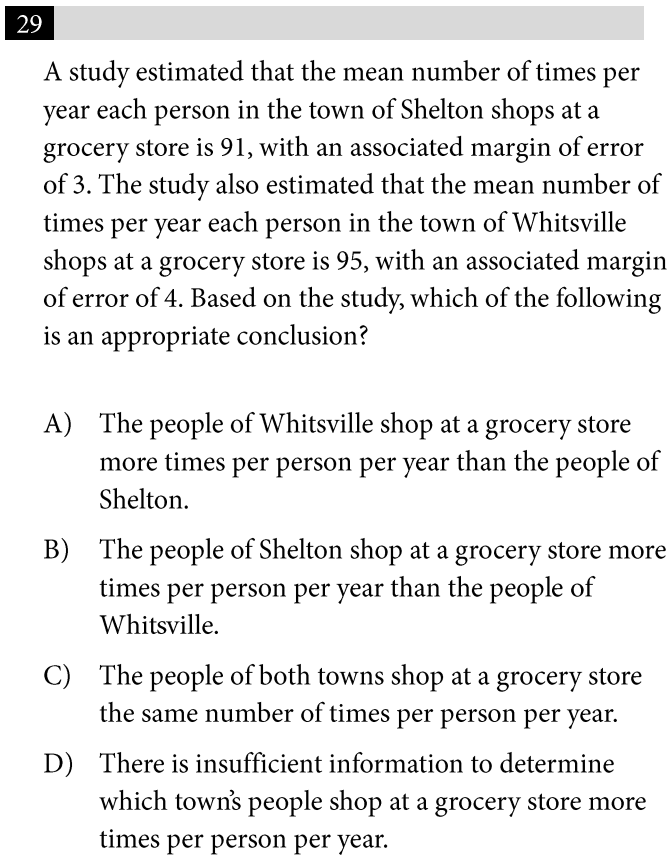 29
A study estimated that the mean number of times per
year each person in the town of Shelton shops at a
grocery store is 91, with an associated margin of error
of 3. The study also estimated that the mean number of
times per year each person in the town of Whitsville
shops at a grocery store is 95, with an associated margin
of error of 4. Based on the study, which of the following
is an appropriate conclusion?
A) The people of Whitsville shop at a grocery store
more times per person per year than the people of
Shelton.
B) The people of Shelton shop at a grocery store more
times per person per year than the people of
Whitsville.
C) The people of both towns shop at a grocery store
the same number of times per person per year.
D) There is insufficient information to determine
which town's people shop at a grocery store more
times per person per year.